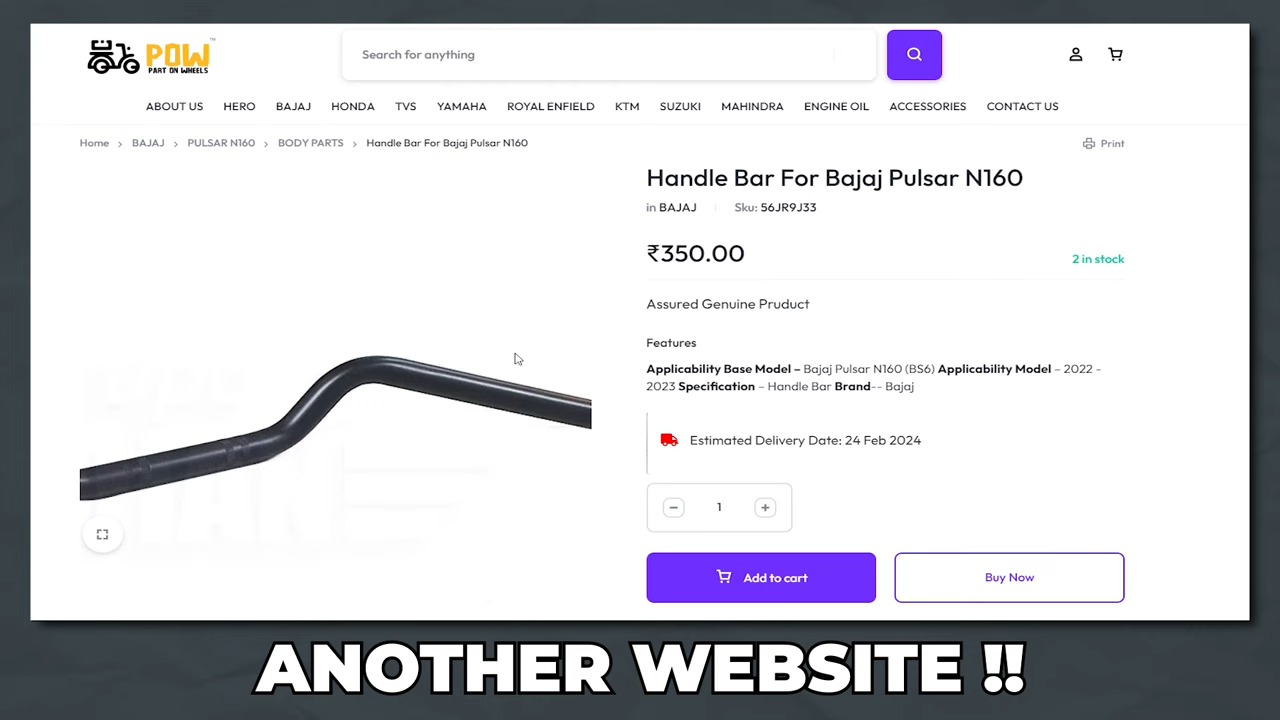 POW
TM
PART ON WHEELS
Search for anything
ABOUT US HERO BAJAJ HONDA TVS YAMAHA ROYAL ENFIELD KTM SUZUKI MAHINDRA ENGINE OIL ACCESSORIES CONTACT US
Home > BAJAJ > PULSAR N160 > BODY PARTS > Handle Bar For Bajaj Pulsar N160
Print
Handle Bar For Bajaj Pulsar N160
in BAJAJ Sku: 56JR9J33
₹350.00
2 in stock
Assured Genuine Pruduct
Features
Applicability Base Model – Bajaj Pulsar N160 (BS6) Applicability Model – 2022 -
2023 Specification – Handle Bar Brand-- Bajaj
Estimated Delivery Date: 24 Feb 2024
− 1 +
Add to cart
Buy Now
ANOTHER WEBSITE !!